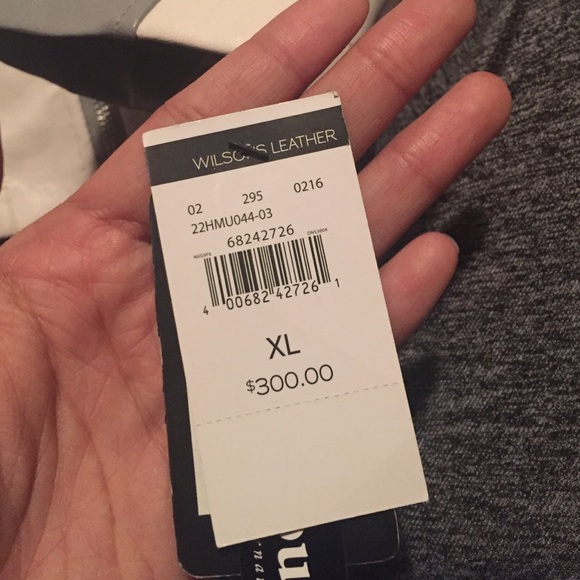 WILSONS LEATHER
02 295 0216
22HMU044-03
68242726
4 00682 42726 1
XL
$300.00